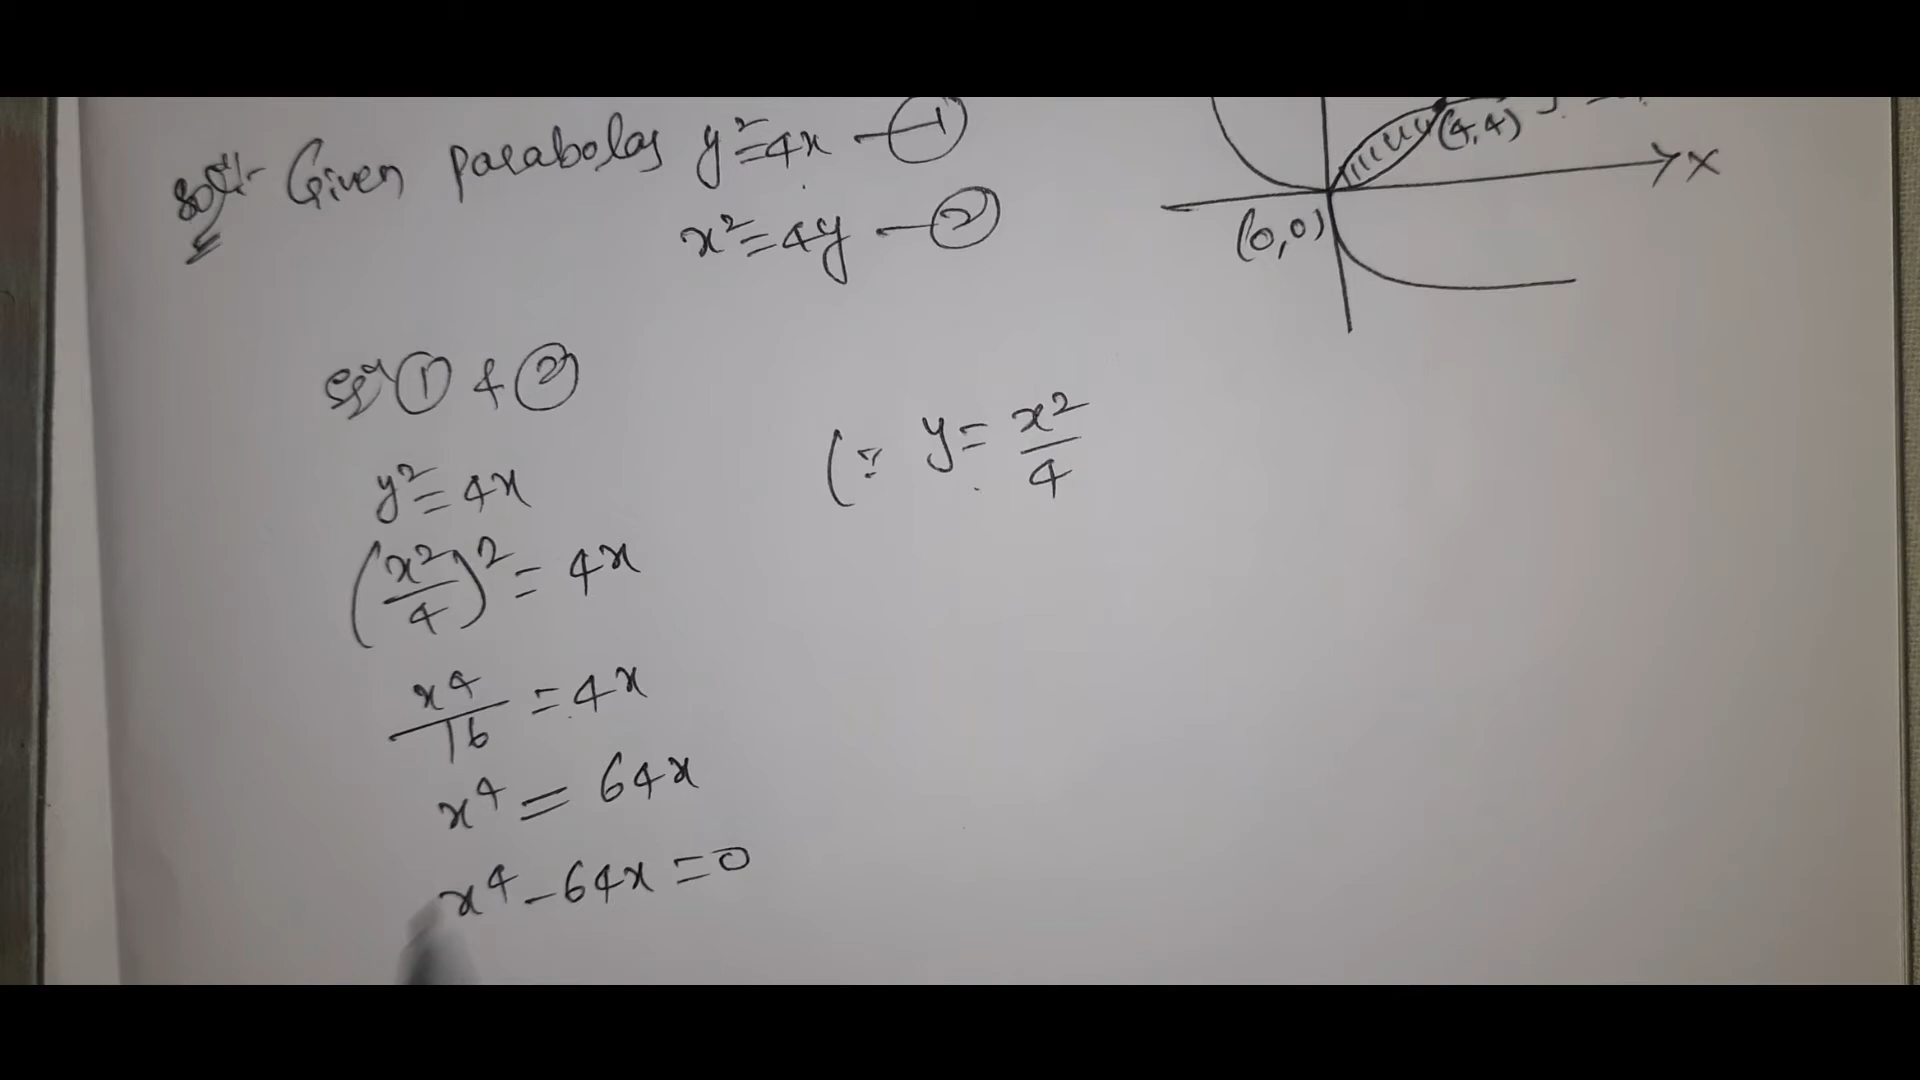 Sol:- Given parabolas y²=4x —①
x²=4y —②
(4,4)
X
(0,0)
① & ②
y²=4x
(∵ y= x²/4
(x²/4)² = 4x
x⁴/16 = 4x
x⁴ = 64x
x⁴-64x=0